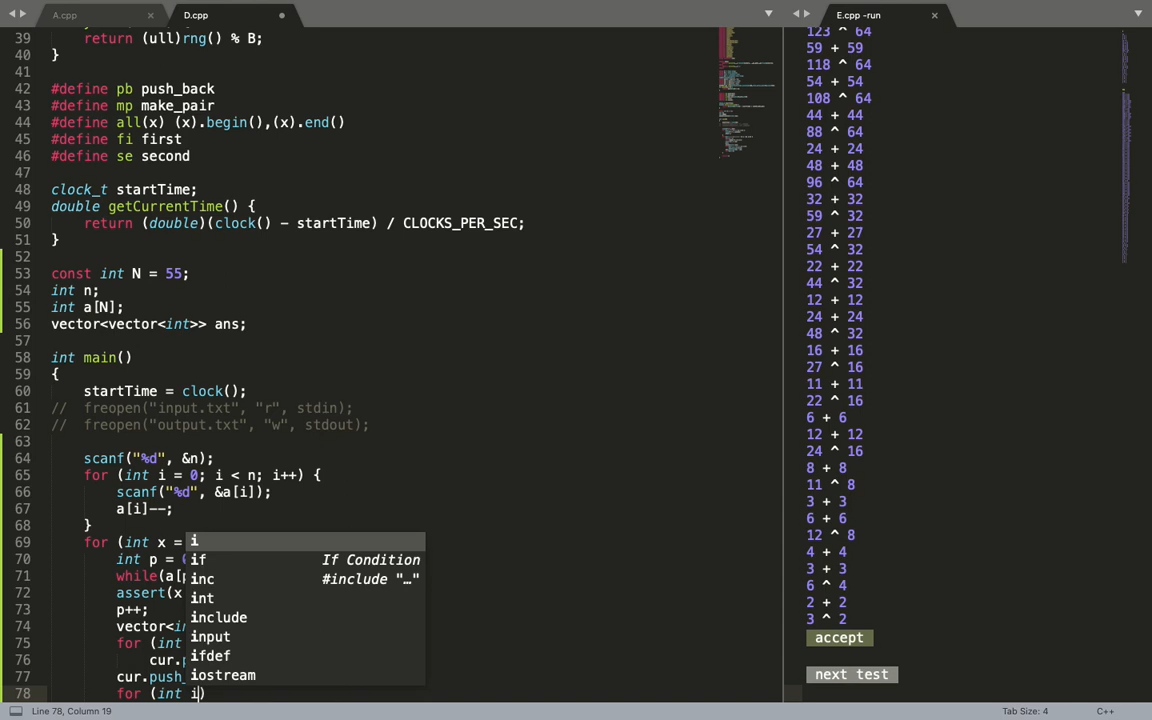 A.cpp
D.cpp
E.cpp -run
39 return (ull)rng() % B;
40 }
41
42 #define pb push_back
43 #define mp make_pair
44 #define all(x) (x).begin(),(x).end()
45 #define fi first
46 #define se second
47
48 clock_t startTime;
49 double getCurrentTime() {
50 return (double)(clock() - startTime) / CLOCKS_PER_SEC;
51 }
52
53 const int N = 55;
54 int n;
55 int a[N];
56 vector<vector<int>> ans;
57
58 int main()
59 {
60 startTime = clock();
61 // freopen("input.txt", "r", stdin);
62 // freopen("output.txt", "w", stdout);
63
64 scanf("%d", &n);
65 for (int i = 0; i < n; i++) {
66 scanf("%d", &a[i]);
67 a[i]--;
68 }
69 for (int x =
70 int p =
71 while(a[
72 assert(x
73 p++;
74 vector<
75 for (int
76 cur.
77 cur.push_
78 for (int i)
i
if If Condition
inc #include "…"
int
include
input
ifdef
iostream
123 ^ 64
59 + 59
118 ^ 64
54 + 54
108 ^ 64
44 + 44
88 ^ 64
24 + 24
48 + 48
96 ^ 64
32 + 32
59 ^ 32
27 + 27
54 ^ 32
22 + 22
44 ^ 32
12 + 12
24 + 24
48 ^ 32
16 + 16
27 ^ 16
11 + 11
22 ^ 16
6 + 6
12 + 12
24 ^ 16
8 + 8
11 ^ 8
3 + 3
6 + 6
12 ^ 8
4 + 4
3 + 3
6 ^ 4
2 + 2
3 ^ 2
accept
next test
Line 78, Column 19
Tab Size: 4
C++